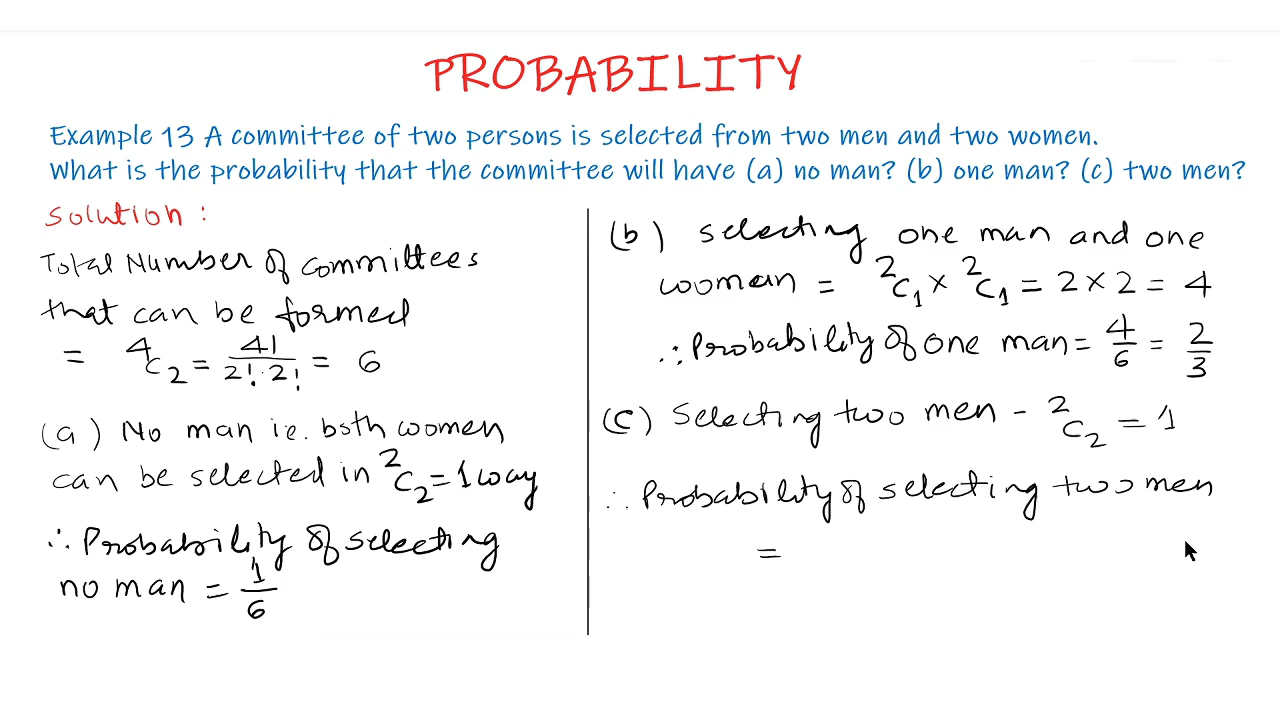 PROBABILITY
Example 13 A committee of two persons is selected from two men and two women.
What is the probability that the committee will have (a) no man? (b) one man? (c) two men?
Solution :
Total Number of committees
that can be formed
= ⁴C₂ = 4!/2!·2! = 6
(a) No man ie. both women
can be selected in ²C₂ = 1 way
∴ Probability of selecting
no man = 1/6
(b) Selecting one man and one
wooman = ²C₁ × ²C₁ = 2 × 2 = 4
∴ Probability of one man = 4/6 = 2/3
(C) Selecting two men - ²C₂ = 1
∴ Probability of selecting two men
=